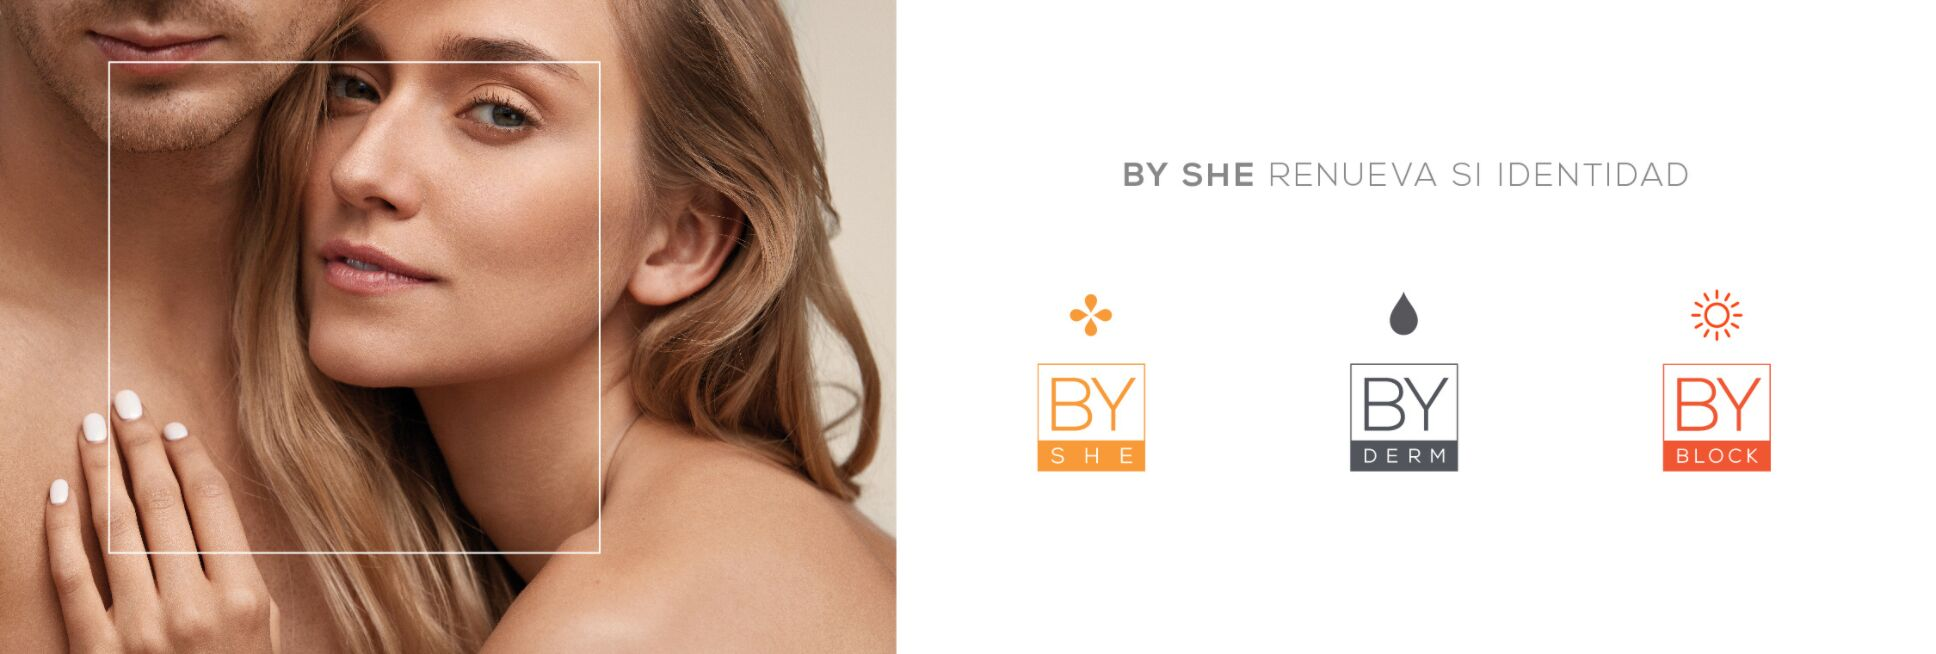 BY SHE RENUEVA SI IDENTIDAD
BY
SHE
BY
DERM
BY
BLOCK